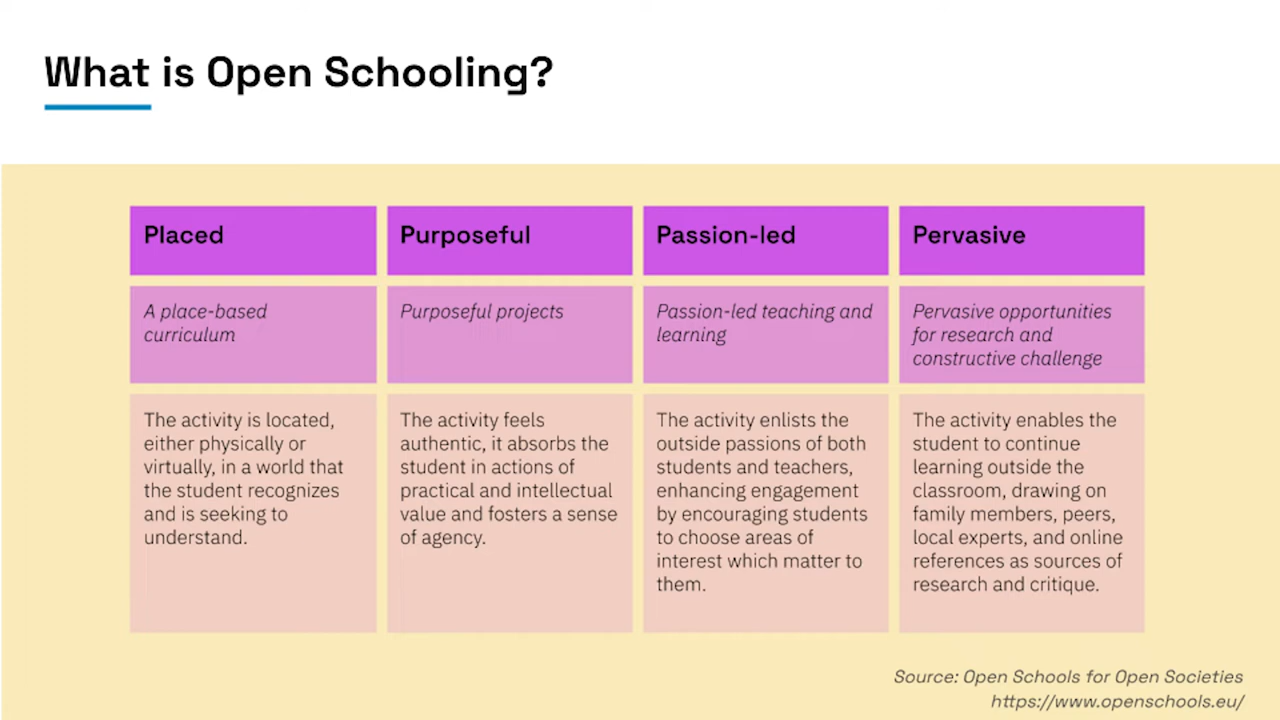 What is Open Schooling?
Placed
A place-based
curriculum
The activity is located,
either physically or
virtually, in a world that
the student recognizes
and is seeking to
understand.
Purposeful
Purposeful projects
The activity feels
authentic, it absorbs the
student in actions of
practical and intellectual
value and fosters a sense
of agency.
Passion-led
Passion-led teaching and
learning
The activity enlists the
outside passions of both
students and teachers,
enhancing engagement
by encouraging students
to choose areas of
interest which matter to
them.
Pervasive
Pervasive opportunities
for research and
constructive challenge
The activity enables the
student to continue
learning outside the
classroom, drawing on
family members, peers,
local experts, and online
references as sources of
research and critique.
Source: Open Schools for Open Societies
https://www.openschools.eu/